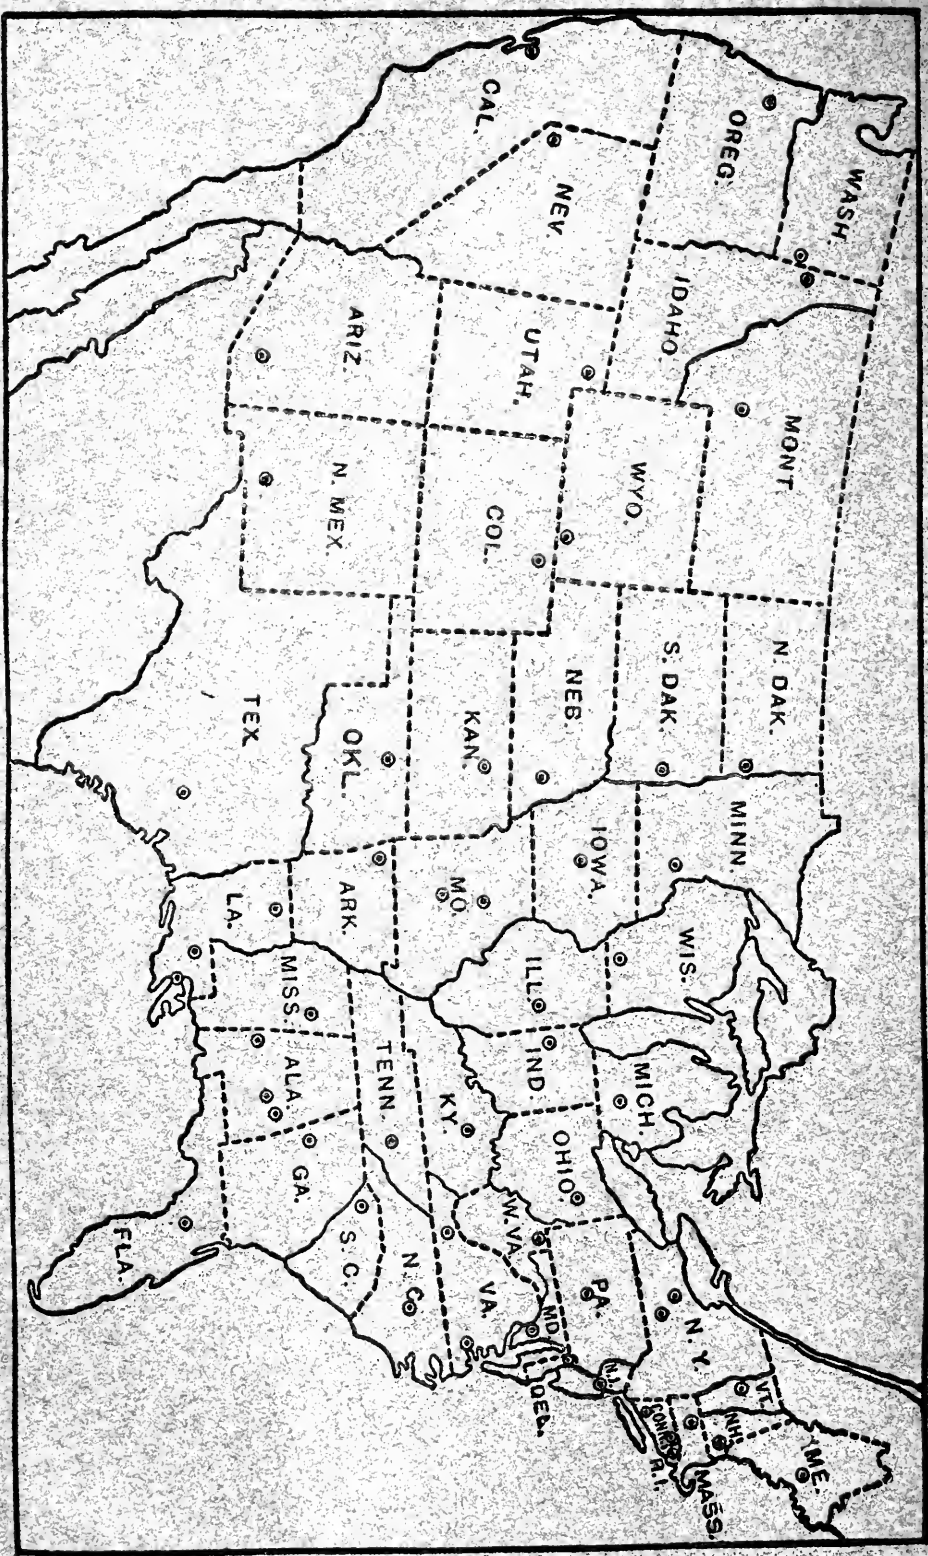 WASH.
OREG.
CAL.
NEV.
IDAHO.
MONT.
WYO.
UTAH.
ARIZ.
COL.
N. MEX.
N. DAK.
S. DAK.
NEB.
KAN.
OKL.
TEX.
MINN.
IOWA.
MO.
ARK.
LA.
WIS.
ILL.
MICH.
IND.
OHIO.
KY.
TENN.
MISS.
ALA.
GA.
FLA.
S. C.
N. C.
VA.
W. VA.
MD.
DEL.
PA.
N.J.
N. Y.
CONN.
R.I.
MASS.
VT.
N.H.
ME.